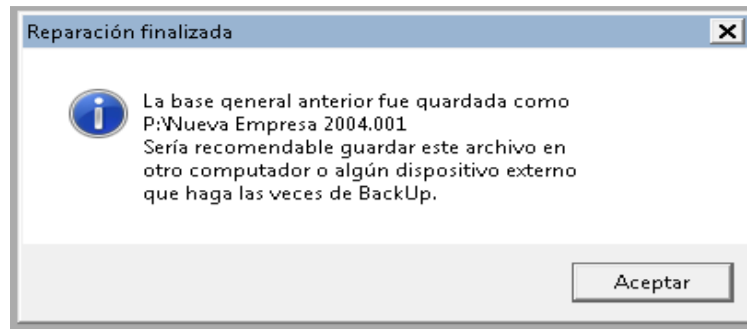 Reparación finalizada
La base general anterior fue guardada como
P:\Nueva Empresa 2004.001
Sería recomendable guardar este archivo en
otro computador o algún dispositivo externo
que haga las veces de BackUp.
Aceptar